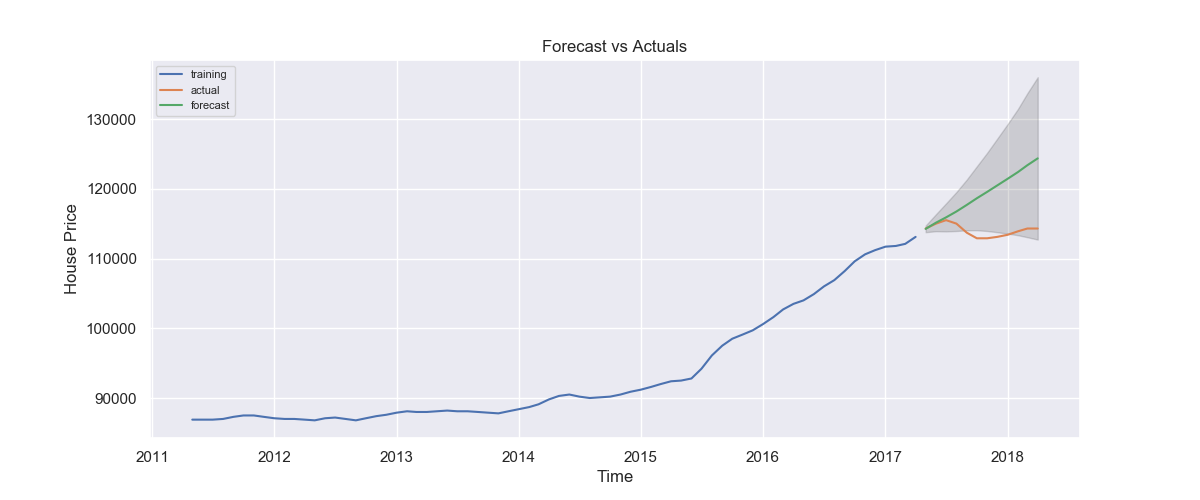 Forecast vs Actuals
training
actual
forecast
130000
120000
110000
100000
90000
House Price
2011 2012 2013 2014 2015 2016 2017 2018
Time